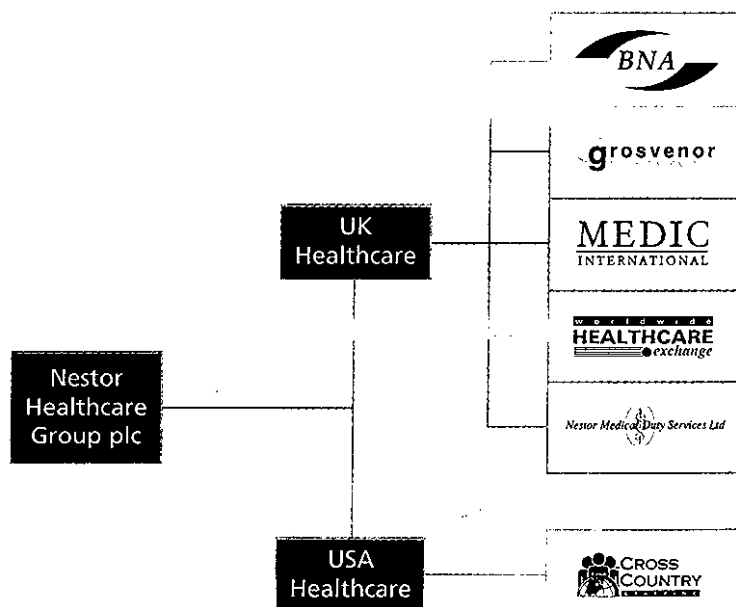 BNA
grosvenor
UK
Healthcare
MEDIC
INTERNATIONAL
worldwide
HEALTHCARE
exchange
Nestor
Healthcare
Group plc
Nestor Medical Duty Services Ltd
USA
Healthcare
CROSS
COUNTRY